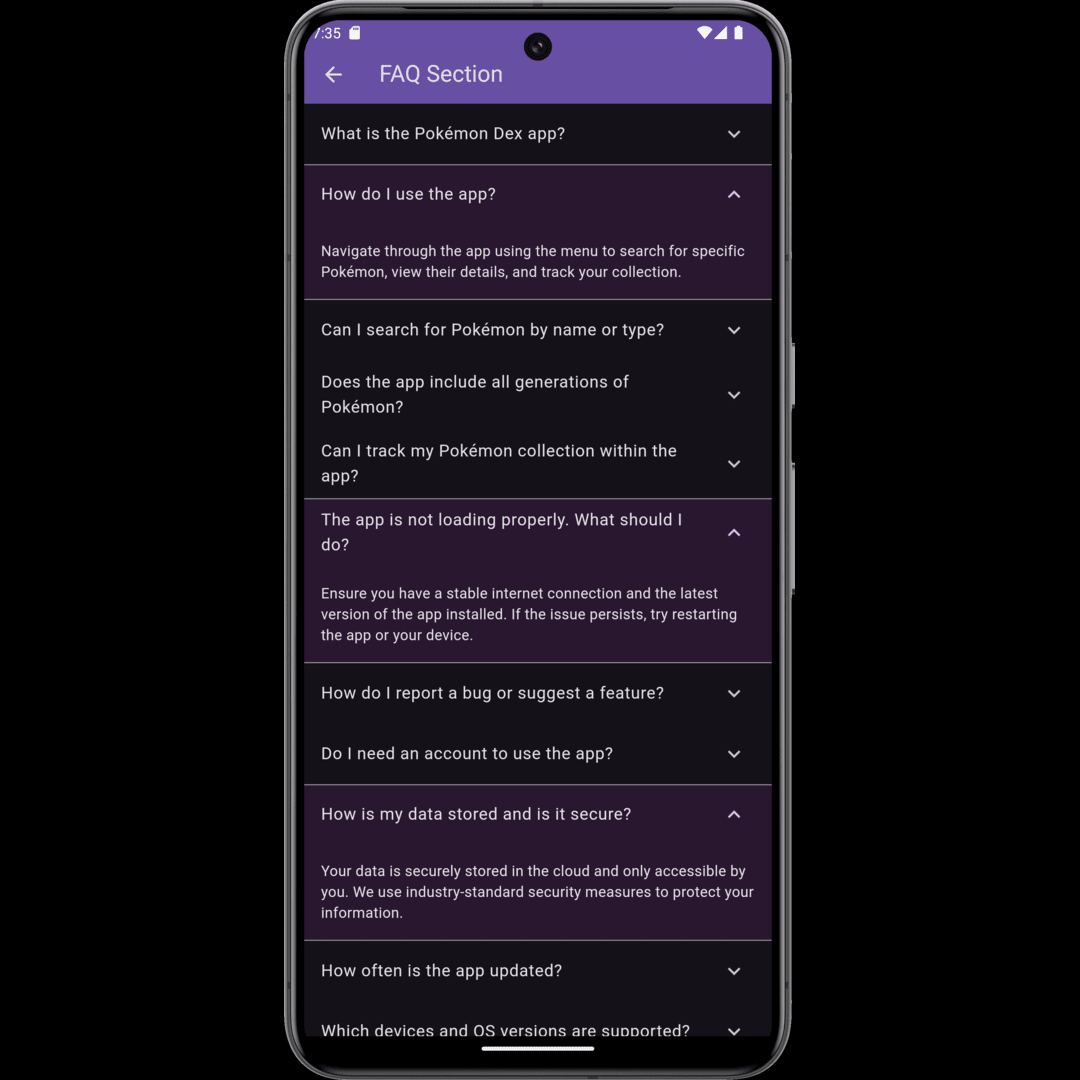 7:35
FAQ Section
What is the Pokémon Dex app?
How do I use the app?
Navigate through the app using the menu to search for specific
Pokémon, view their details, and track your collection.
Can I search for Pokémon by name or type?
Does the app include all generations of
Pokémon?
Can I track my Pokémon collection within the
app?
The app is not loading properly. What should I
do?
Ensure you have a stable internet connection and the latest
version of the app installed. If the issue persists, try restarting
the app or your device.
How do I report a bug or suggest a feature?
Do I need an account to use the app?
How is my data stored and is it secure?
Your data is securely stored in the cloud and only accessible by
you. We use industry-standard security measures to protect your
information.
How often is the app updated?
Which devices and OS versions are supported?